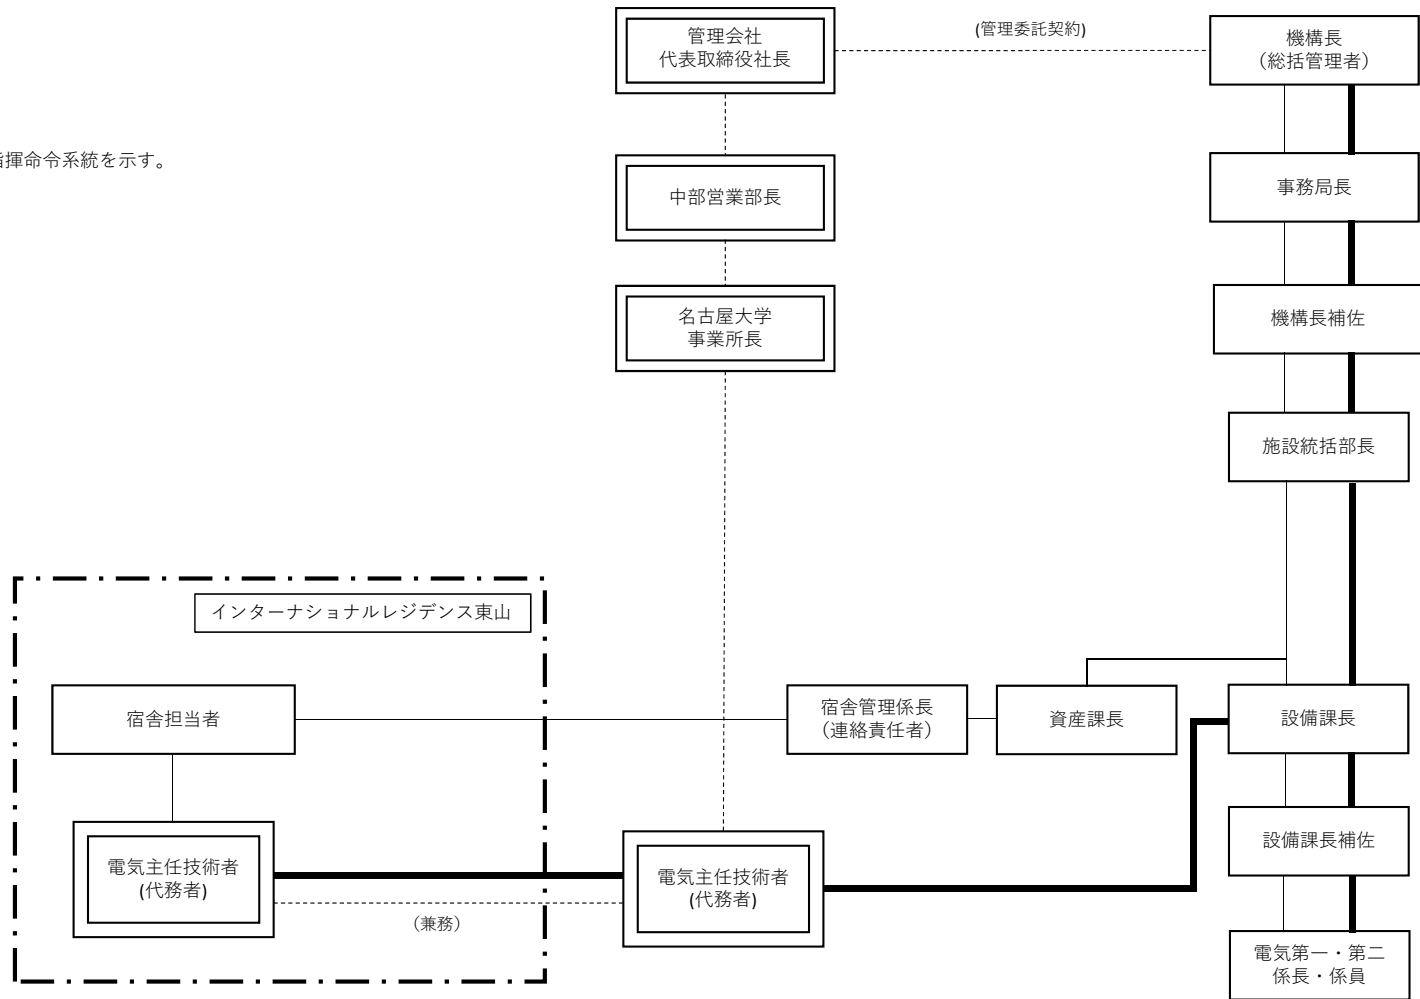 管理会社
代表取締役社長
(管理委託契約)
機構長
（総括管理者）
指揮命令系統を示す。
中部営業部長
事務局長
名古屋大学
事業所長
機構長補佐
施設統括部長
インターナショナルレジデンス東山
宿舎担当者
宿舎管理係長
（連絡責任者）
資産課長
設備課長
電気主任技術者
(代務者)
（兼務）
電気主任技術者
(代務者)
設備課長補佐
電気第一・第二
係長・係員